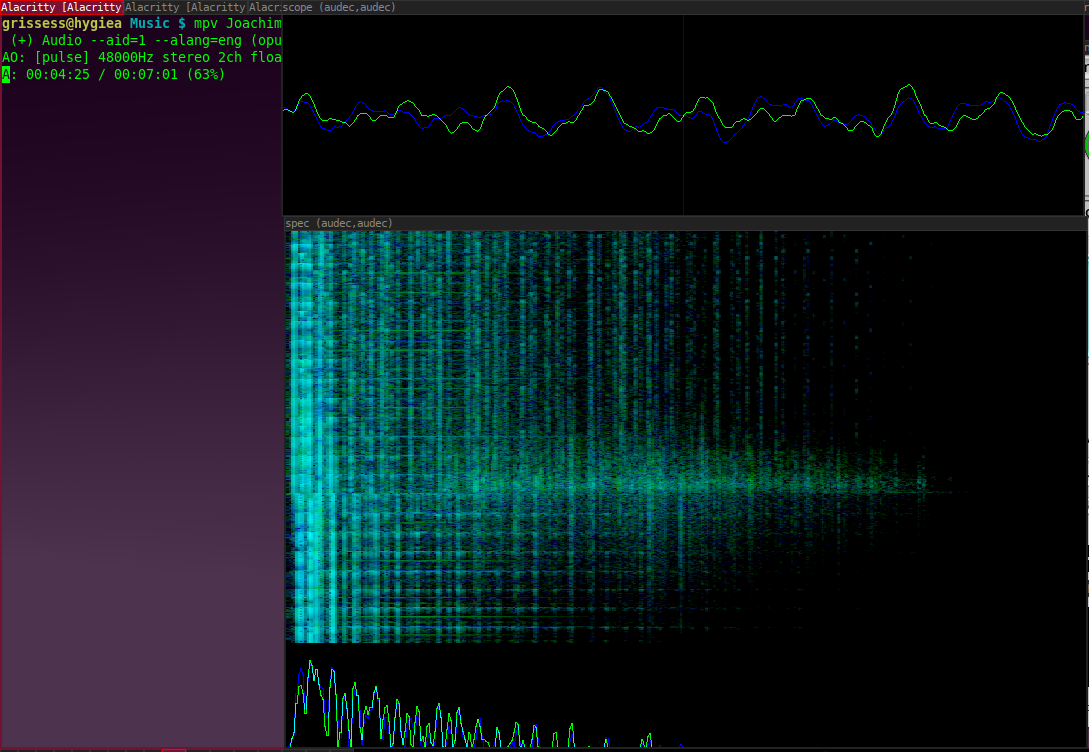 Alacritty [Alacritty Alacritty [Alacritty Alacr scope (audec,audec)
grissess@hygiea Music $ mpv Joachim
(+) Audio --aid=1 --alang=eng (opu
AO: [pulse] 48000Hz stereo 2ch floa
A: 00:04:25 / 00:07:01 (63%)
spec (audec,audec)